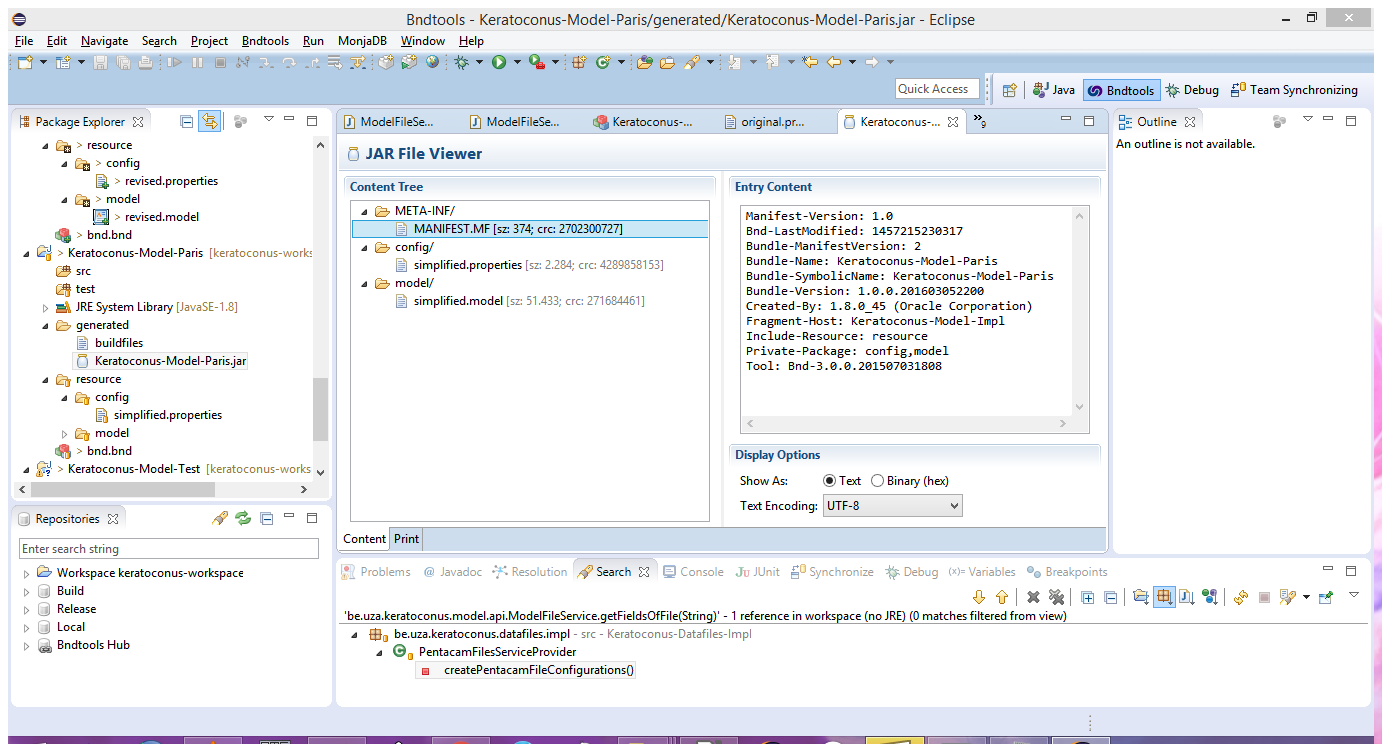 Bndtools - Keratoconus-Model-Paris/generated/Keratoconus-Model-Paris.jar - Eclipse
File Edit Navigate Search Project Bndtools Run MonjaDB Window Help
Quick Access
Java Bndtools Debug Team Synchronizing
Package Explorer
> resource
> config
> revised.properties
> model
> revised.model
> bnd.bnd
> Keratoconus-Model-Paris [keratoconus-works
src
test
JRE System Library [JavaSE-1.8]
generated
buildfiles
Keratoconus-Model-Paris.jar
resource
config
simplified.properties
model
> bnd.bnd
> Keratoconus-Model-Test [keratoconus-works
Repositories
Enter search string
Workspace keratoconus-workspace
Build
Release
Local
Bndtools Hub
ModelFileSe... ModelFileSe... Keratoconus-... original.pr... Keratoconus-... »9
JAR File Viewer
Content Tree
META-INF/
MANIFEST.MF [sz: 374; crc: 2702300727]
config/
simplified.properties [sz: 2.284; crc: 4289858153]
model/
simplified.model [sz: 51.433; crc: 271684461]
Entry Content
Manifest-Version: 1.0
Bnd-LastModified: 1457215230317
Bundle-ManifestVersion: 2
Bundle-Name: Keratoconus-Model-Paris
Bundle-SymbolicName: Keratoconus-Model-Paris
Bundle-Version: 1.0.0.201603052200
Created-By: 1.8.0_45 (Oracle Corporation)
Fragment-Host: Keratoconus-Model-Impl
Include-Resource: resource
Private-Package: config,model
Tool: Bnd-3.0.0.201507031808
Display Options
Show As: Text Binary (hex)
Text Encoding: UTF-8
Content Print
Outline
An outline is not available.
Problems @ Javadoc Resolution Search Console JUnit Synchronize Debug (x)= Variables Breakpoints
'be.uza.keratoconus.model.api.ModelFileService.getFieldsOfFile(String)' - 1 reference in workspace (no JRE) (0 matches filtered from view)
be.uza.keratoconus.datafiles.impl - src - Keratoconus-Datafiles-Impl
PentacamFilesServiceProvider
createPentacamFileConfigurations()